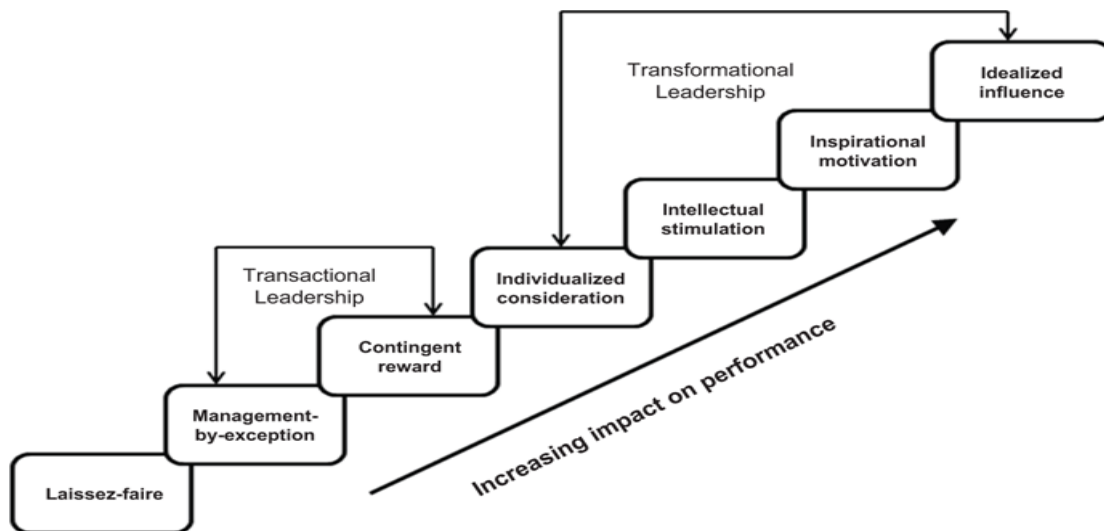 Transformational
Leadership
Idealized
influence
Inspirational
motivation
Intellectual
stimulation
Transactional
Leadership
Individualized
consideration
Contingent
reward
Management-
by-exception
Laissez-faire
Increasing impact on performance